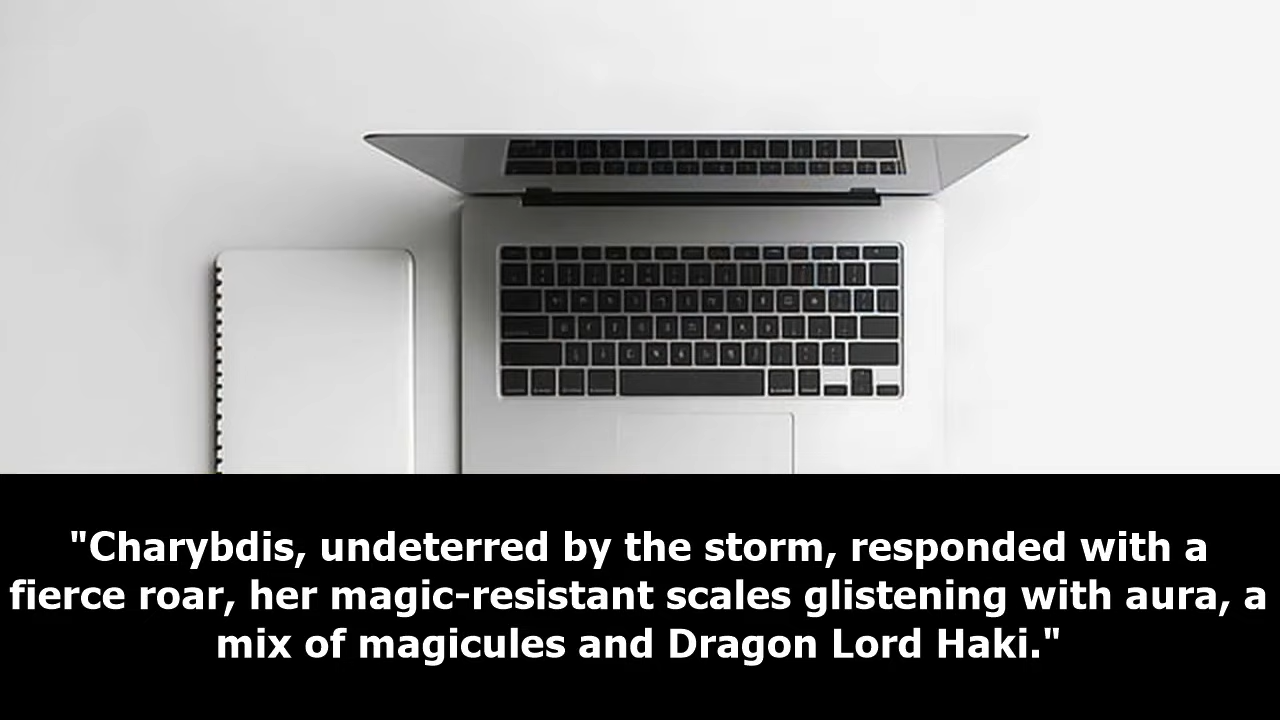 "Charybdis, undeterred by the storm, responded with a
fierce roar, her magic-resistant scales glistening with aura, a
mix of magicules and Dragon Lord Haki."